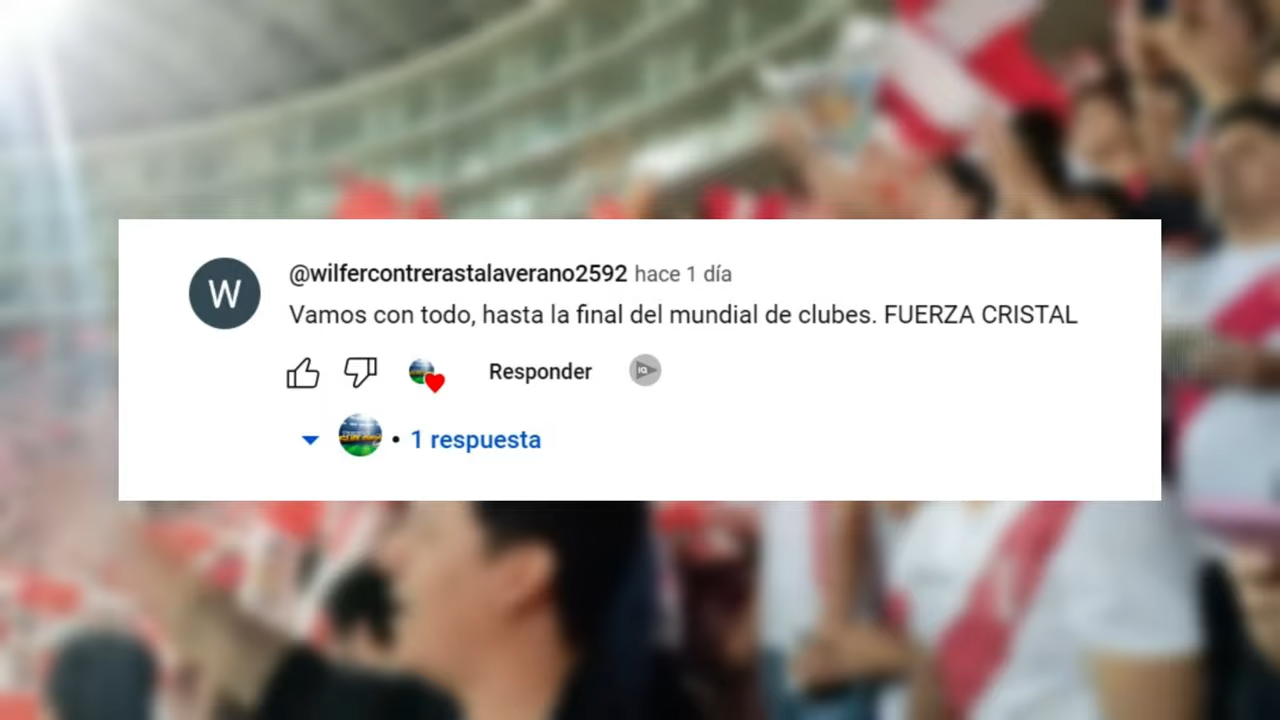 W
@wilfercontrerastalaverano2592 hace 1 día
Vamos con todo, hasta la final del mundial de clubes. FUERZA CRISTAL
Responder
IQ
• 1 respuesta